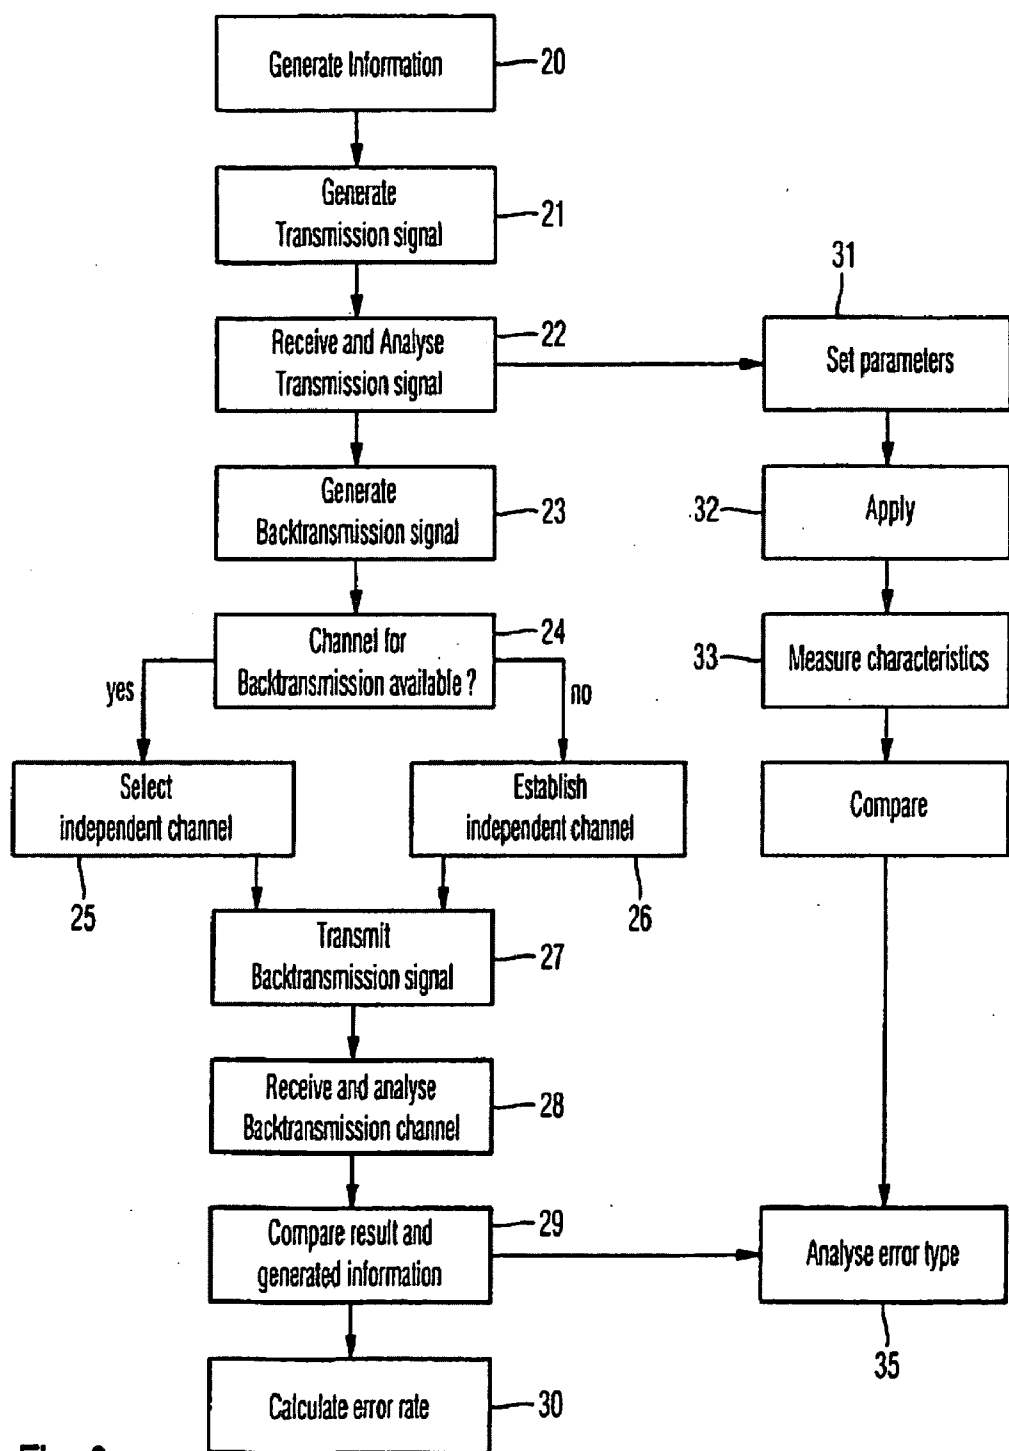 Generate Information
20
Generate
Transmission signal
21
31
Receive and Analyse
Transmission signal
22
Set parameters
Generate
Backtransmission signal
23
32
Apply
Channel for
Backtransmission available ?
24
33
Measure characteristics
yes
no
Select
independent channel
25
Establish
independent channel
26
Compare
Transmit
Backtransmission signal
27
Receive and analyse
Backtransmission channel
28
Compare result and
generated information
29
Analyse error type
35
Calculate error rate
30